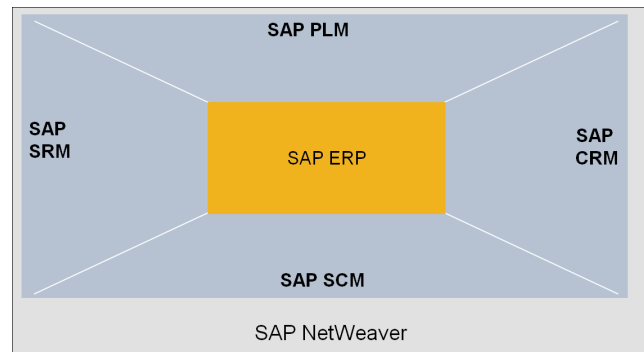 SAP PLM
SAP
SRM
SAP ERP
SAP
CRM
SAP SCM
SAP NetWeaver